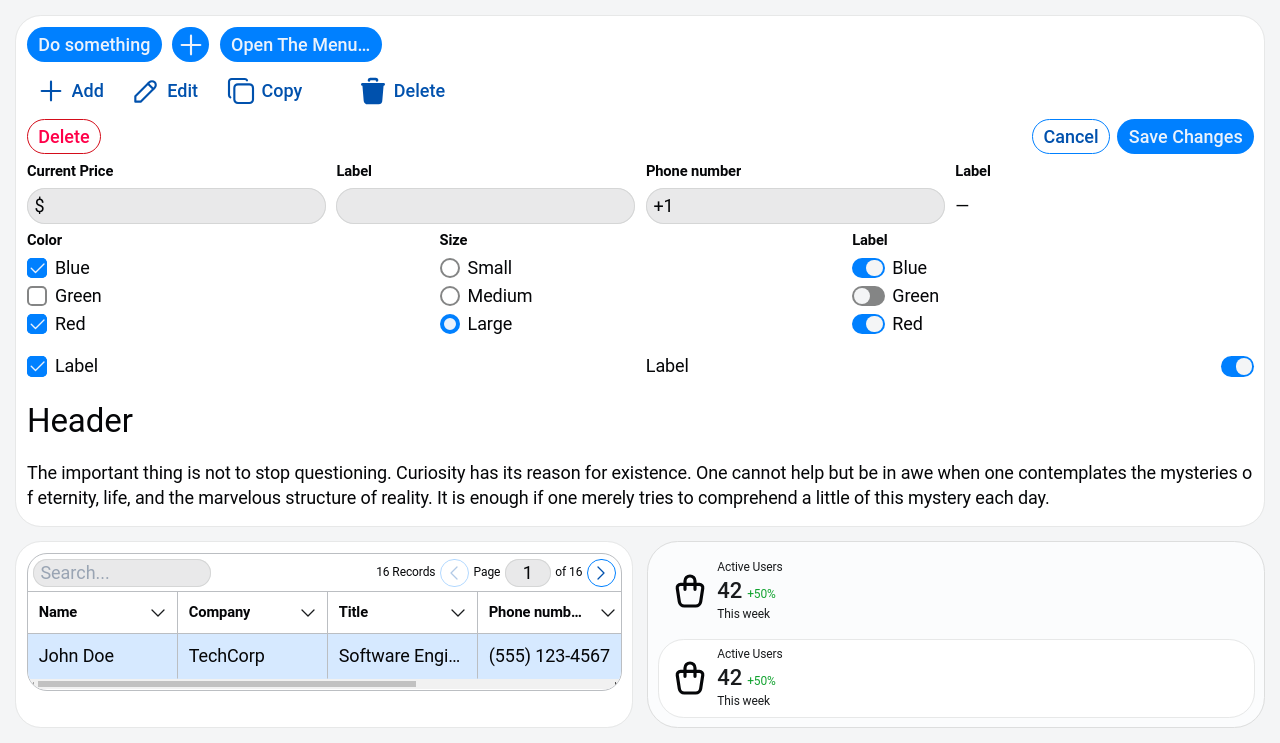 Do something Open The Menu...
Add Edit Copy Delete
Delete Cancel Save Changes
Current Price Label Phone number Label
$ +1 –
Color Size Label
Blue Small Blue
Green Medium Green
Red Large Red
Label Label
Header
The important thing is not to stop questioning. Curiosity has its reason for existence. One cannot help but be in awe when one contemplates the mysteries o
f eternity, life, and the marvelous structure of reality. It is enough if one merely tries to comprehend a little of this mystery each day.
Search... 16 Records Page 1 of 16
Name Company Title Phone numb...
John Doe TechCorp Software Engi... (555) 123-4567
Active Users
42 +50%
This week
Active Users
42 +50%
This week